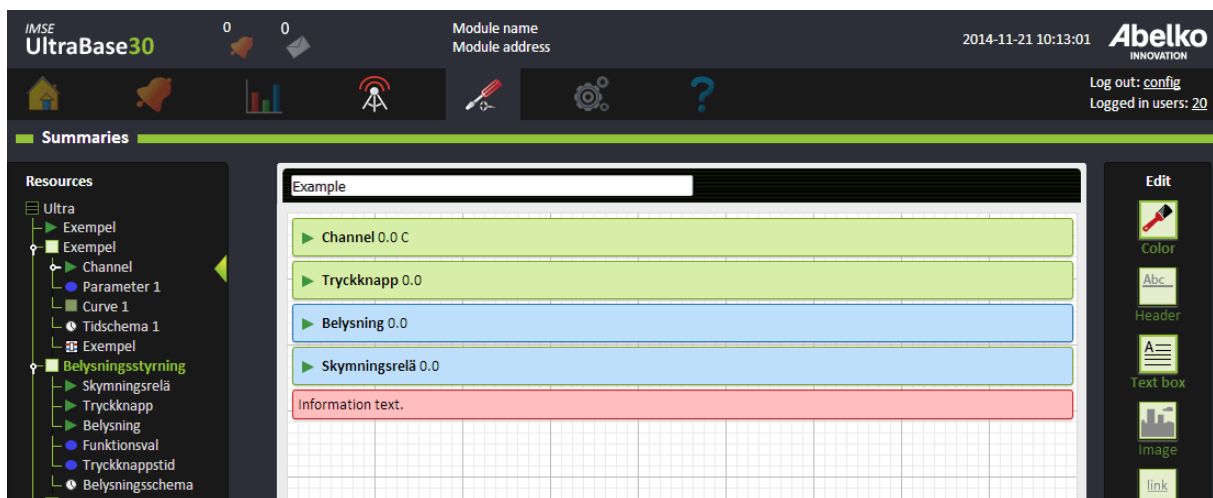 IMSE
UltraBase30
0
0
Module name
Module address
2014-11-21 10:13:01
Abelko
INNOVATION
?
Log out: config
Logged in users: 20
Summaries
Resources
Ultra
Exempel
Exempel
Channel
Parameter 1
Curve 1
Tidschema 1
Exempel
Belysningsstyrning
Skymningsrelä
Tryckknapp
Belysning
Funktionsval
Tryckknappstid
Belysningsschema
Example
Channel 0.0 C
Tryckknapp 0.0
Belysning 0.0
Skymningsrelä 0.0
Information text.
Edit
Color
Abc
Header
A
Text box
Image
link